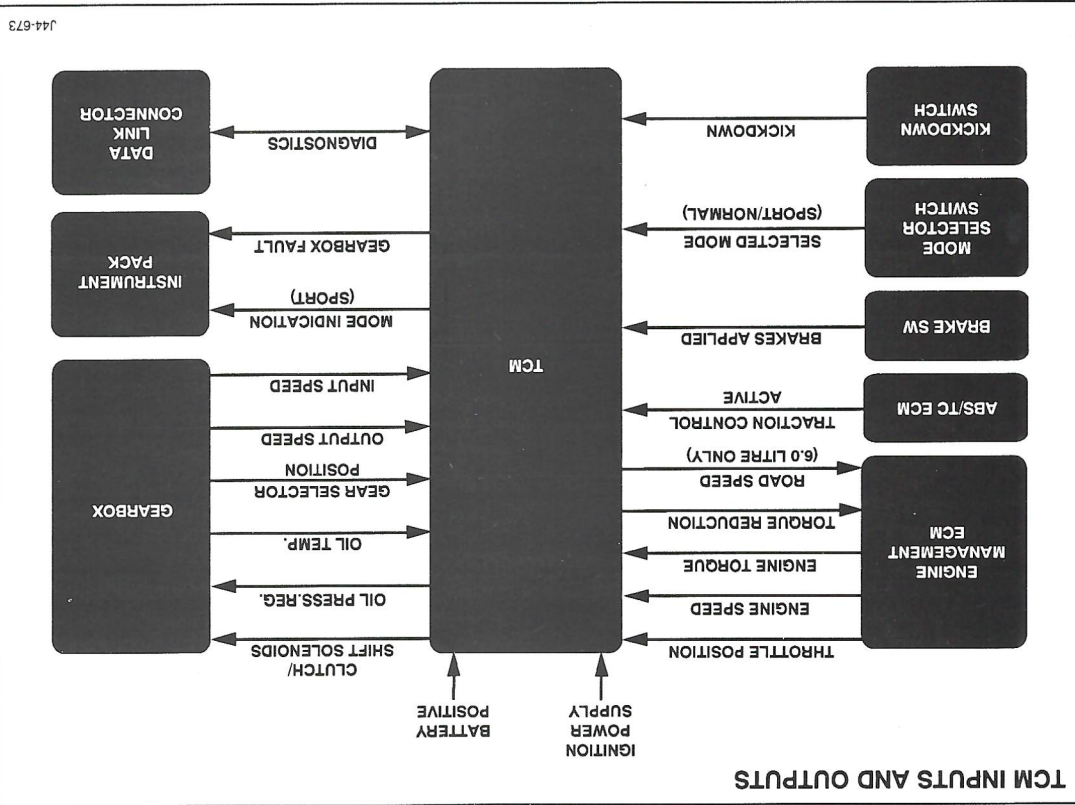 TCM INPUTS AND OUTPUTS
IGNITION
POWER
SUPPLY
BATTERY
POSITIVE
ENGINE
MANAGEMENT
ECM
THROTTLE POSITION
ENGINE SPEED
ENGINE TORQUE
TORQUE REDUCTION
ROAD SPEED
(6.0 LITRE ONLY)
ABS/TC ECM
TRACTION CONTROL
ACTIVE
BRAKE SW
BRAKES APPLIED
MODE
SELECTOR
SWITCH
SELECTED MODE
(SPORT/NORMAL)
KICKDOWN
SWITCH
KICKDOWN
TCM
CLUTCH/
SHIFT SOLENOIDS
OIL PRESS.REG.
OIL TEMP.
GEAR SELECTOR
POSITION
OUTPUT SPEED
INPUT SPEED
GEARBOX
MODE INDICATION
(SPORT)
GEARBOX FAULT
INSTRUMENT
PACK
DIAGNOSTICS
DATA
LINK
CONNECTOR
J44-673